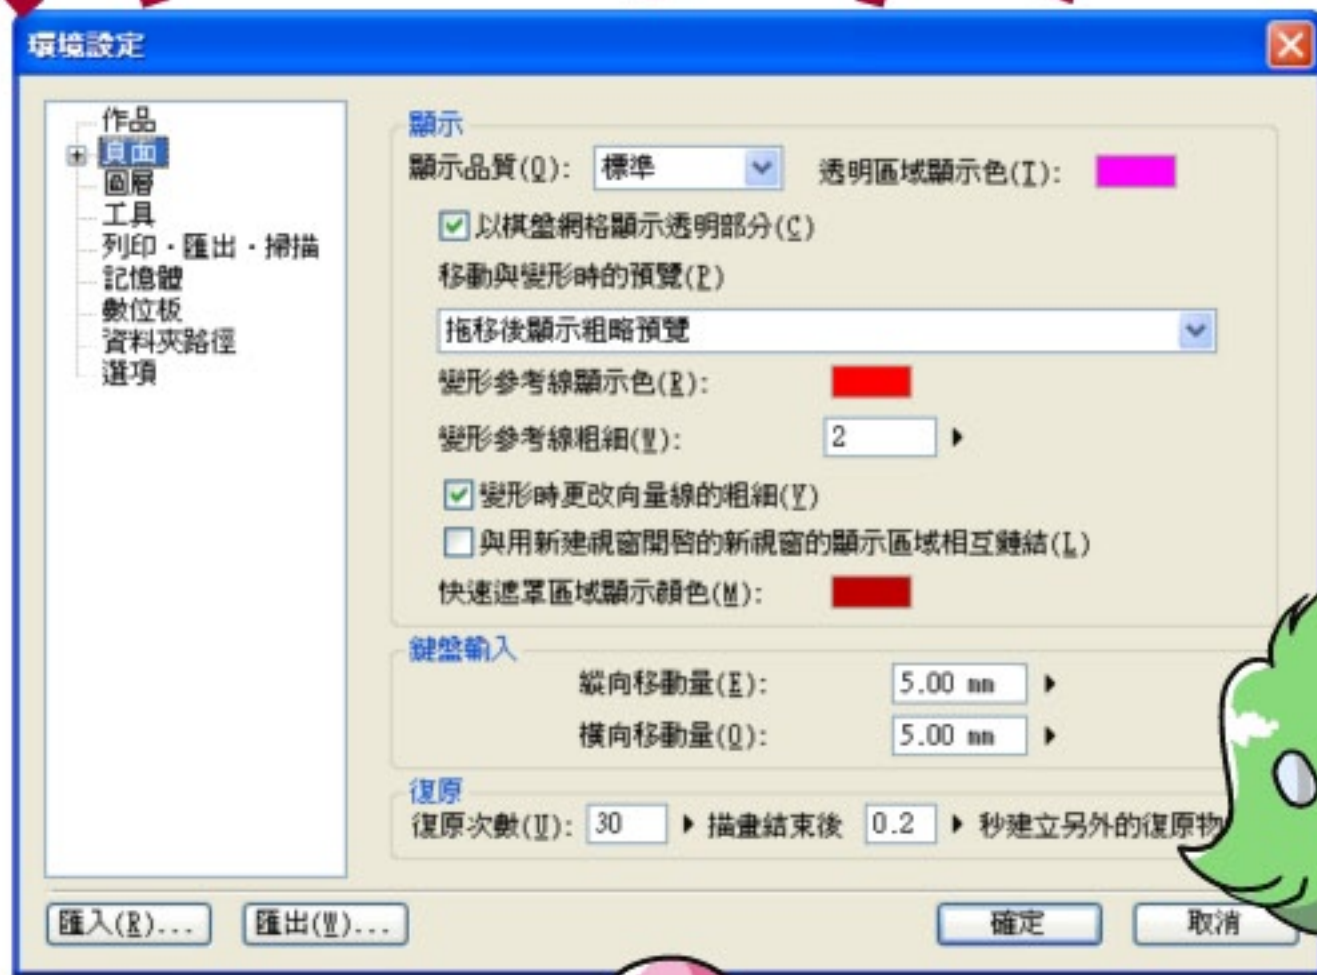 環境設定
作品
頁面
圖層
工具
列印・匯出・掃描
記憶體
數位板
資料夾路徑
選項
顯示
顯示品質(Q): 標準 透明區域顯示色(T):
以棋盤網格顯示透明部分(C)
移動與變形時的預覽(P)
拖移後顯示粗略預覽
變形參考線顯示色(R):
變形參考線粗細(W): 2
變形時更改向量線的粗細(V)
與用新建視窗開啓的新視窗的顯示區域相互鏈結(L)
快速遮罩區域顯示顏色(M):
鍵盤輸入
縱向移動量(E): 5.00 mm
橫向移動量(O): 5.00 mm
復原
復原次數(U): 30 描畫結束後 0.2 秒建立另外的復原物
匯入(R)... 匯出(W)... 確定 取消